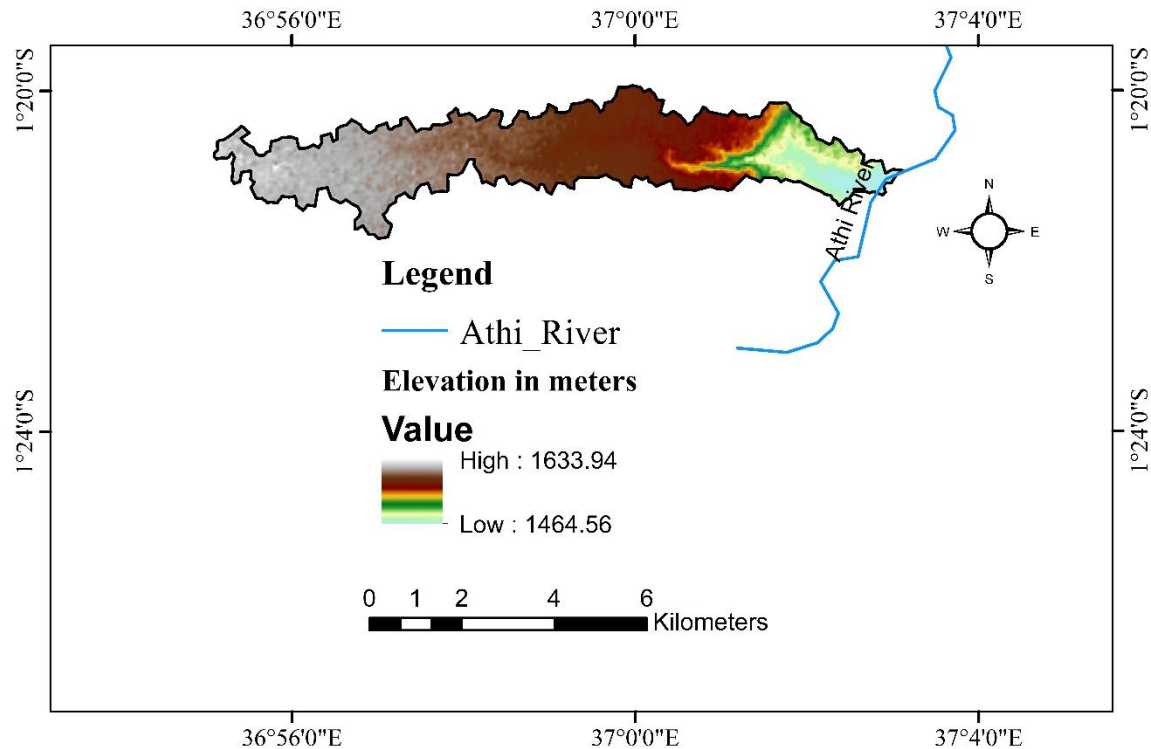 36°56'0"E 37°0'0"E 37°4'0"E
1°20'0"S 1°20'0"S
N
W E
S
Athi River
Legend
Athi_River
Elevation in meters
Value
High : 1633.94
Low : 1464.56
1°24'0"S 1°24'0"S
0 1 2 4 6
Kilometers
36°56'0"E 37°0'0"E 37°4'0"E